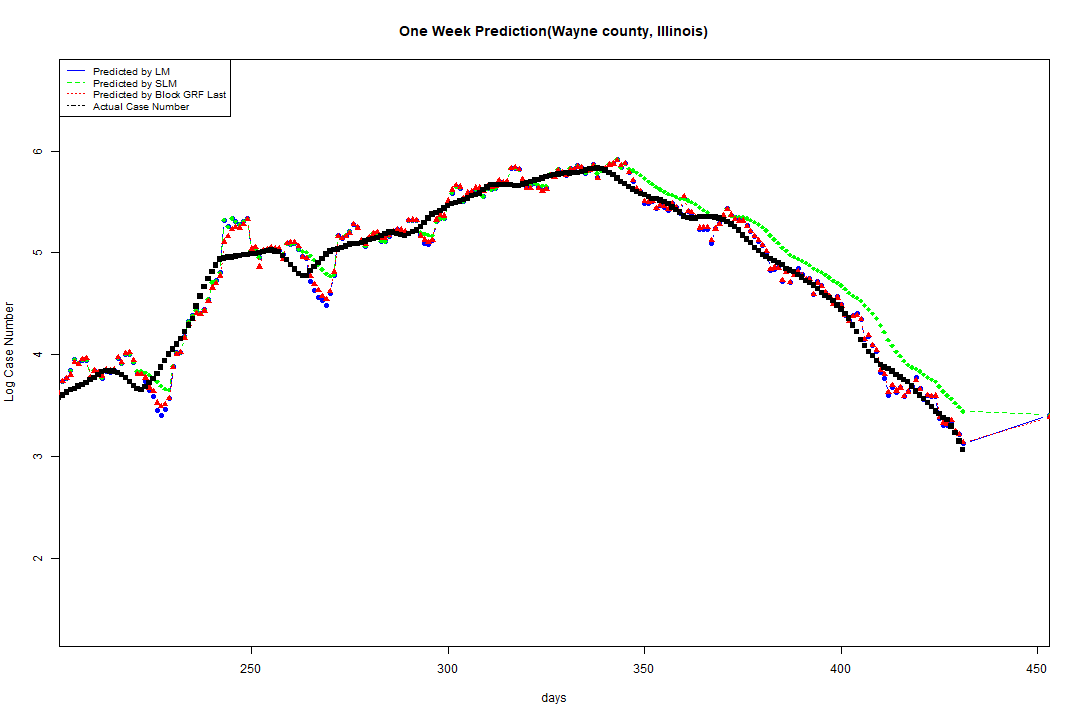 One Week Prediction(Wayne county, Illinois)
Predicted by LM
Predicted by SLM
Predicted by Block GRF Last
Actual Case Number
Log Case Number
6
5
4
3
2
250
300
350
400
450
days